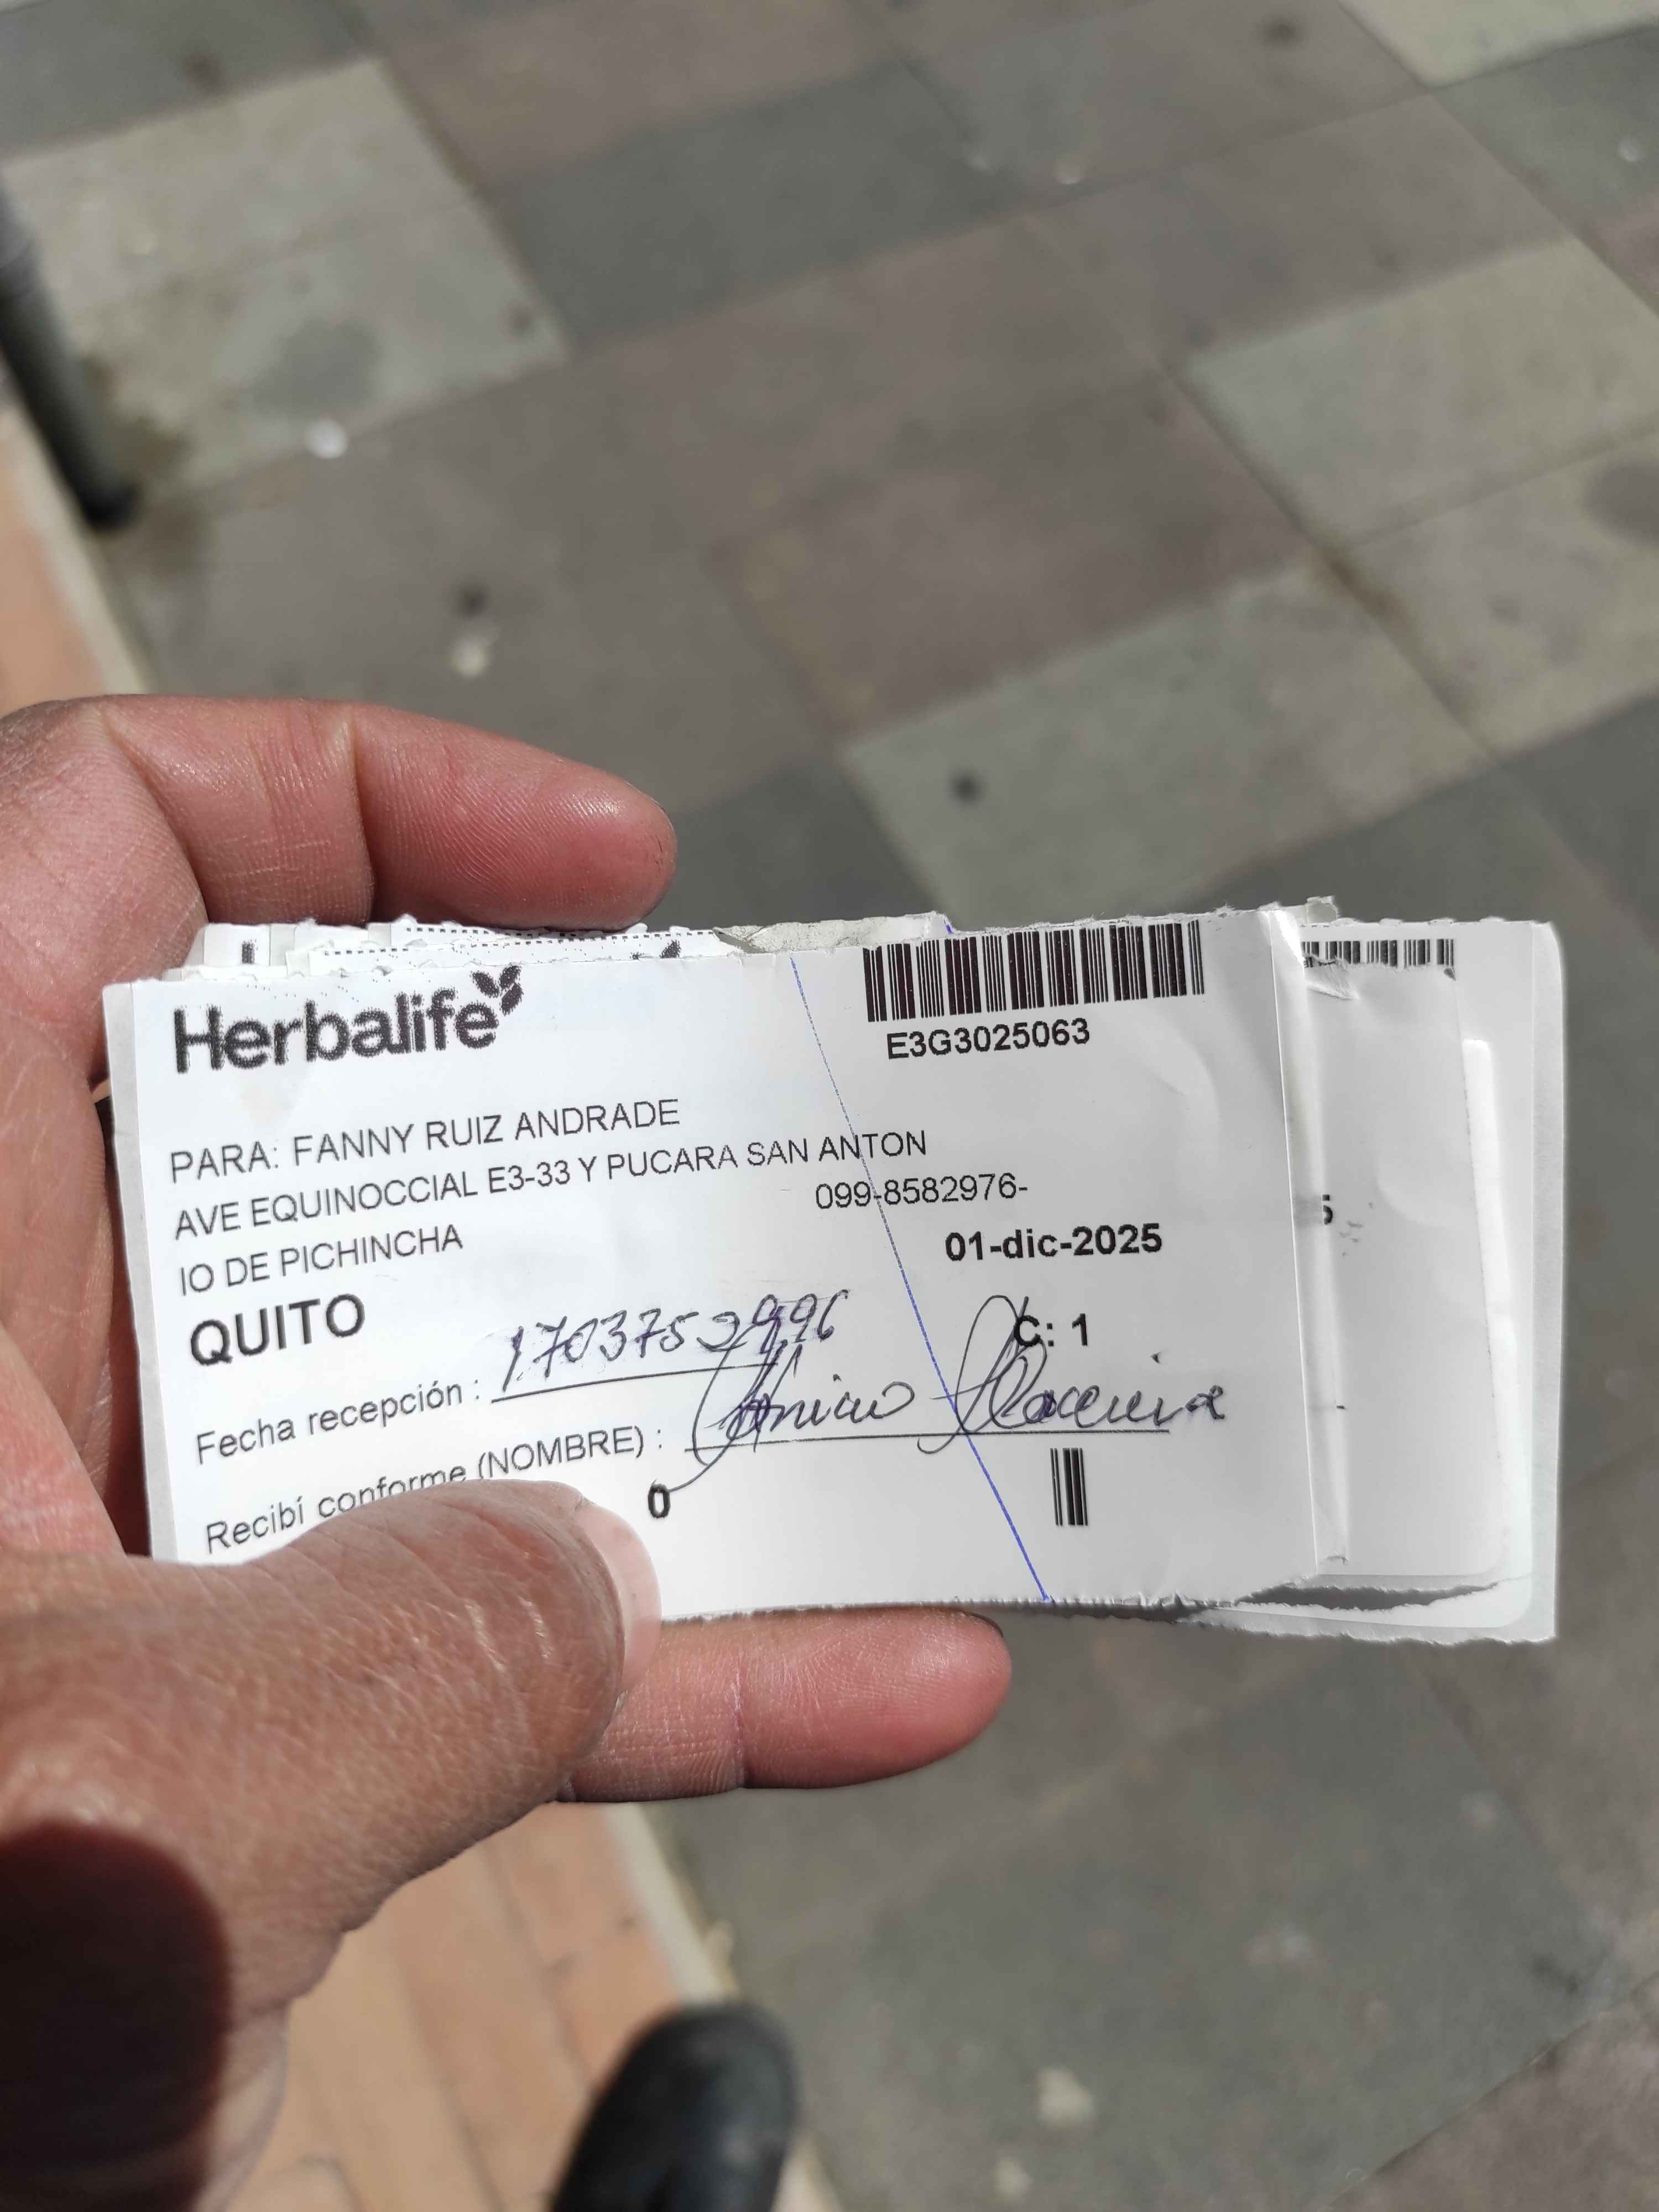 Herbalife
E3G3025063
PARA: FANNY RUIZ ANDRADE
AVE EQUINOCCIAL E3-33 Y PUCARA SAN ANTON
099-8582976-
IO DE PICHINCHA
01-dic-2025
QUITO
C: 1
Fecha recepción :
Recibí conforme (NOMBRE) :
0